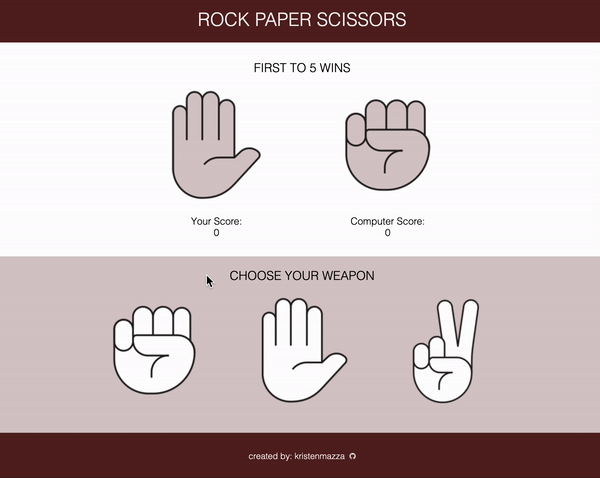 ROCK PAPER SCISSORS
FIRST TO 5 WINS
Your Score:
0
Computer Score:
0
CHOOSE YOUR WEAPON
created by: kristenmazza